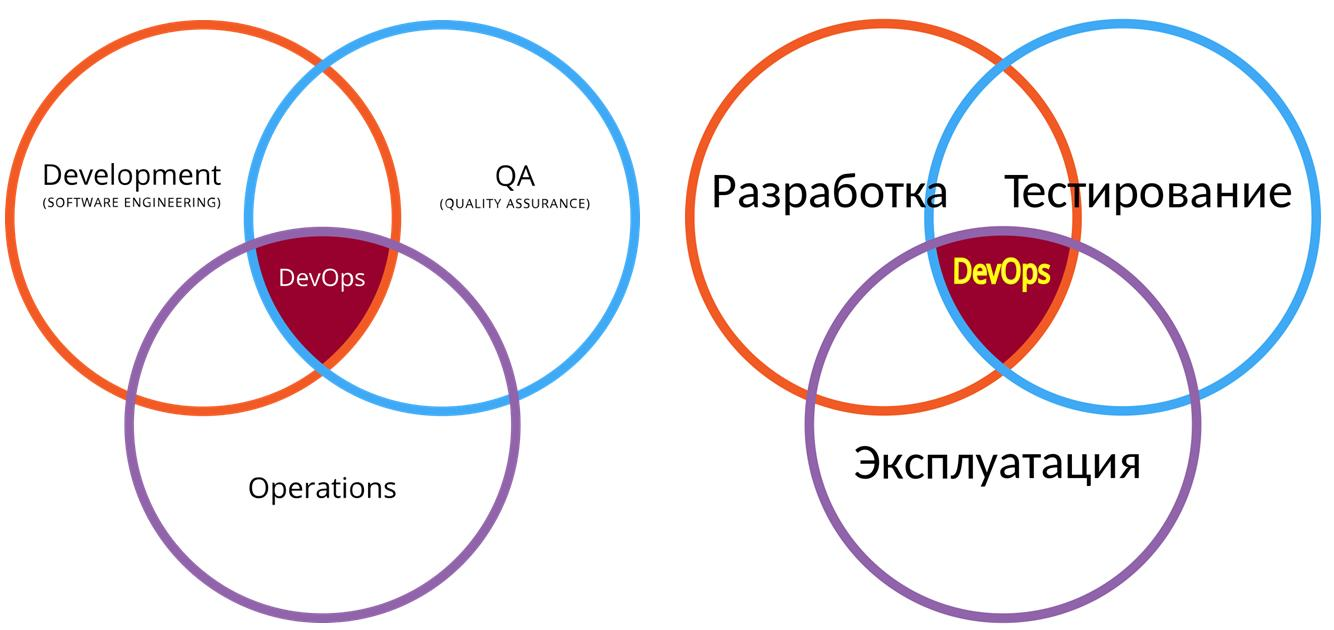 Development
(SOFTWARE ENGINEERING)
QA
(QUALITY ASSURANCE)
DevOps
Operations
Разработка
Тестирование
DevOps
Эксплуатация